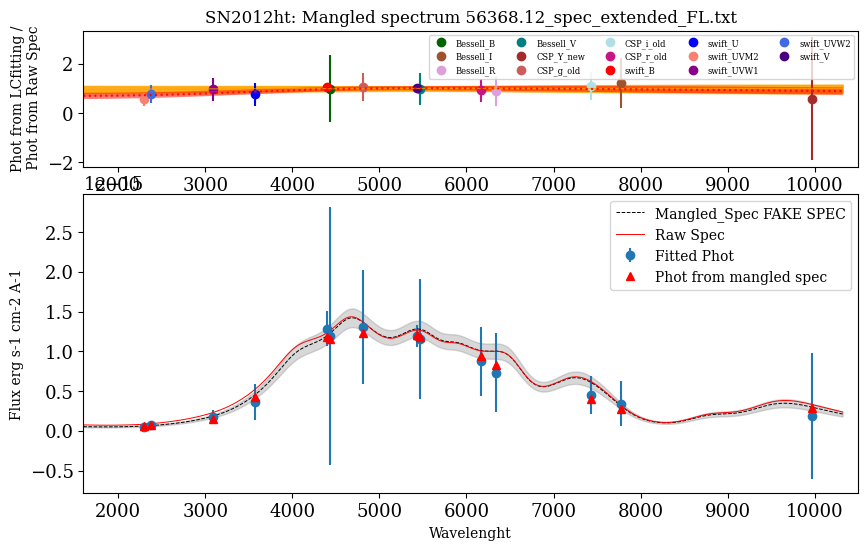 SN2012ht: Mangled spectrum 56368.12_spec_extended_FL.txt
Phot from LCfitting /
Phot from Raw Spec
Bessell_B Bessell_V CSP_i_old swift_U swift_UVW2
Bessell_I CSP_Y_new CSP_r_old swift_UVM2 swift_V
Bessell_R CSP_g_old swift_B swift_UVW1
2
0
−2
2000 3000 4000 5000 6000 7000 8000 9000 10000
1e−15
Flux erg s-1 cm-2 A-1
Mangled_Spec FAKE SPEC
Raw Spec
Fitted Phot
Phot from mangled spec
2.5
2.0
1.5
1.0
0.5
0.0
−0.5
2000 3000 4000 5000 6000 7000 8000 9000 10000
Wavelenght